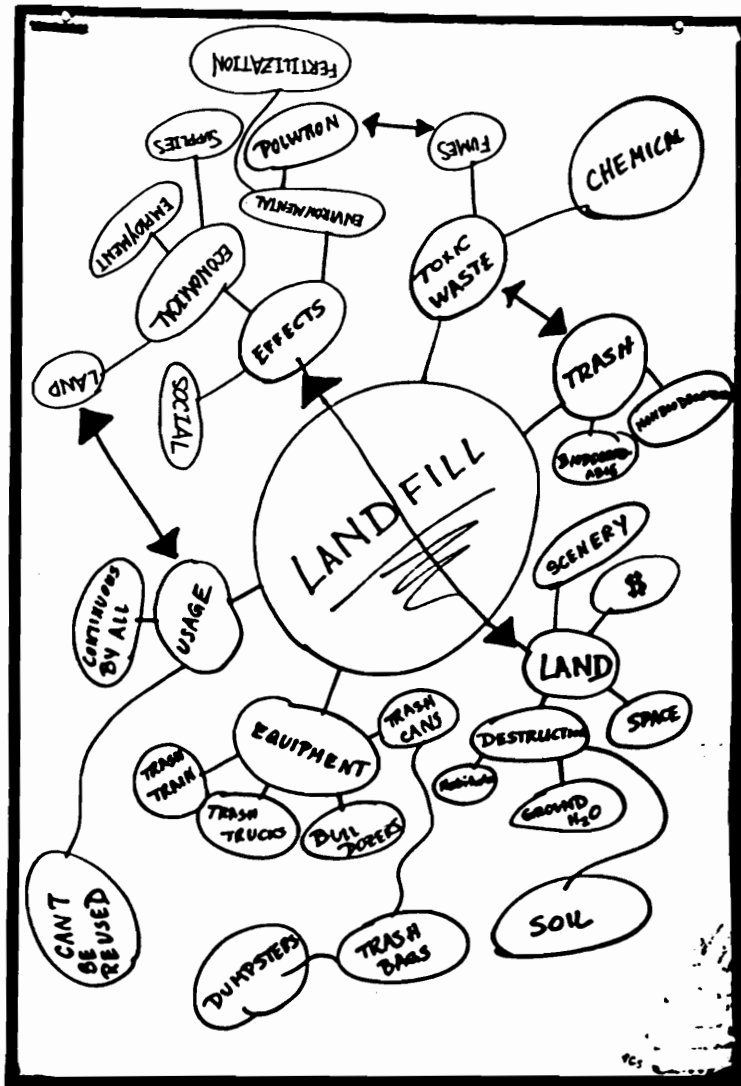 FERTILIZATION
SUPPLIES
POLLUTION
FUMES
CHEMICAL
EMPLOYMENT
ENVIRONMENTAL
ECONOMICAL
TOXIC
WASTE
EFFECTS
LAND
SOCIAL
TRASH
LANDFILL
SCENERY
$$
CONTINUOUS
BY ALL
USAGE
LAND
SPACE
EQUIPMENT
TRASH
CANS
DESTRUCTION
TRASH
TRAIN
TRASH
TRUCKS
BULL
DOZERS
GROUND
H2O
CAN'T
BE
REUSED
SOIL
DUMPSTERS
TRASH
BAGS